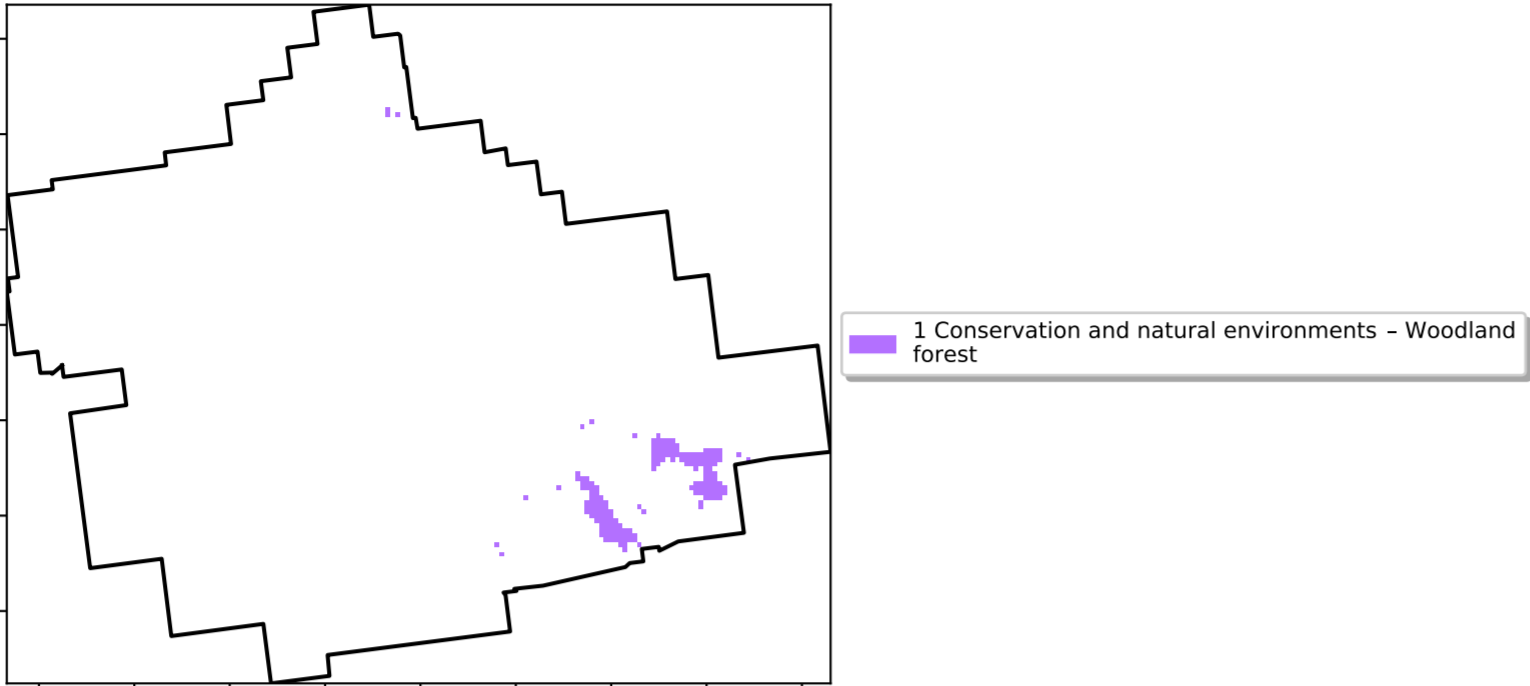 1 Conservation and natural environments – Woodland
forest